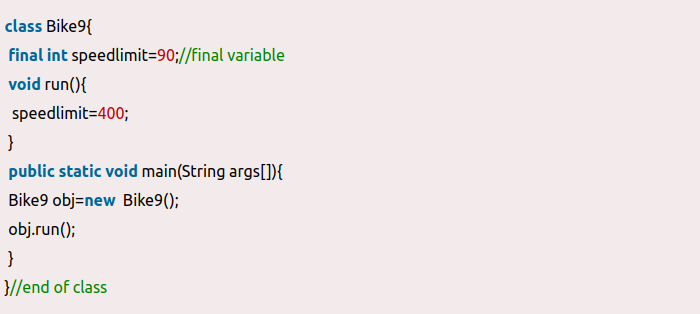 class Bike9{
final int speedlimit=90;//final variable
void run(){
speedlimit=400;
}
public static void main(String args[]){
Bike9 obj=new  Bike9();
obj.run();
}
}//end of class